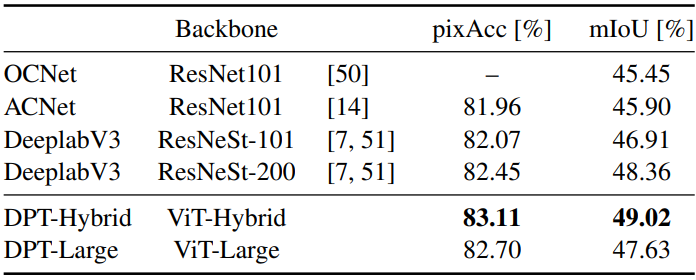 Backbone pixAcc [%] mIoU [%]
OCNet ResNet101 [50] – 45.45
ACNet ResNet101 [14] 81.96 45.90
DeeplabV3 ResNeSt-101 [7, 51] 82.07 46.91
DeeplabV3 ResNeSt-200 [7, 51] 82.45 48.36
DPT-Hybrid ViT-Hybrid 83.11 49.02
DPT-Large ViT-Large 82.70 47.63